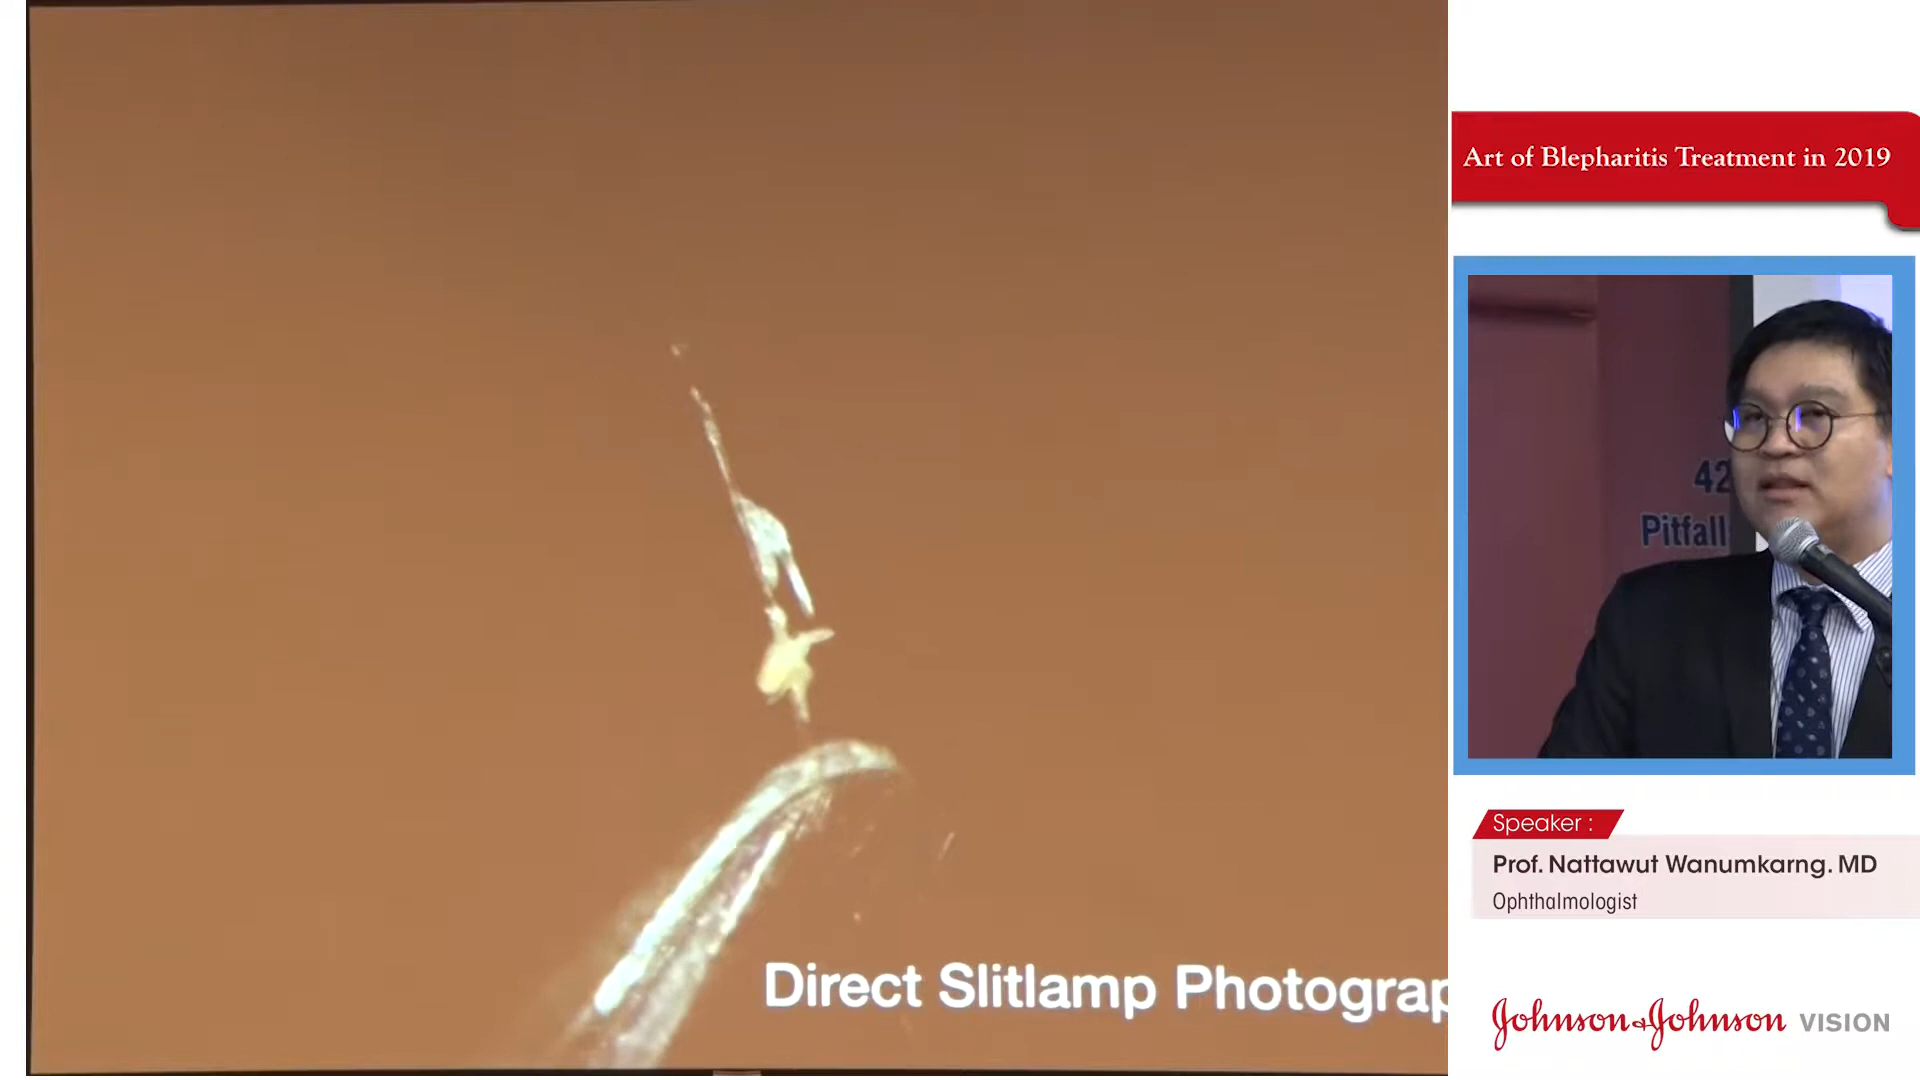 Direct Slitlamp Photograp
Art of Blepharitis Treatment in 2019
42
Pitfall
Speaker :
Prof. Nattawut Wanumkarng. MD
Ophthalmologist
Johnson & Johnson VISION